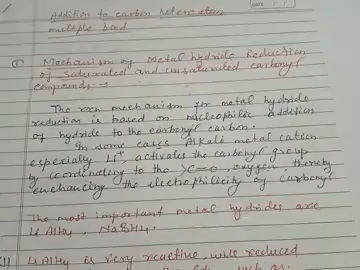 Addition to carbon heteroatom
multiple bond
Mechanism of Metal hydride Reduction
of saturated and unsaturated carbonyl
compounds:-
The mechanism for metal hydride
reduction is based on nucleophilic addition
of hydride to the carbonyl carbon.
In some cases Alkali metal cation
especially Li+, activates the carbonyl group
by coordinating to the >C=O, oxygen, thereby
enchancing the electrophilicity of carbonyl
The most important metal hydrides are
LiAlH4, NaBH4.
LiAlH4 is very reactive, will reduced